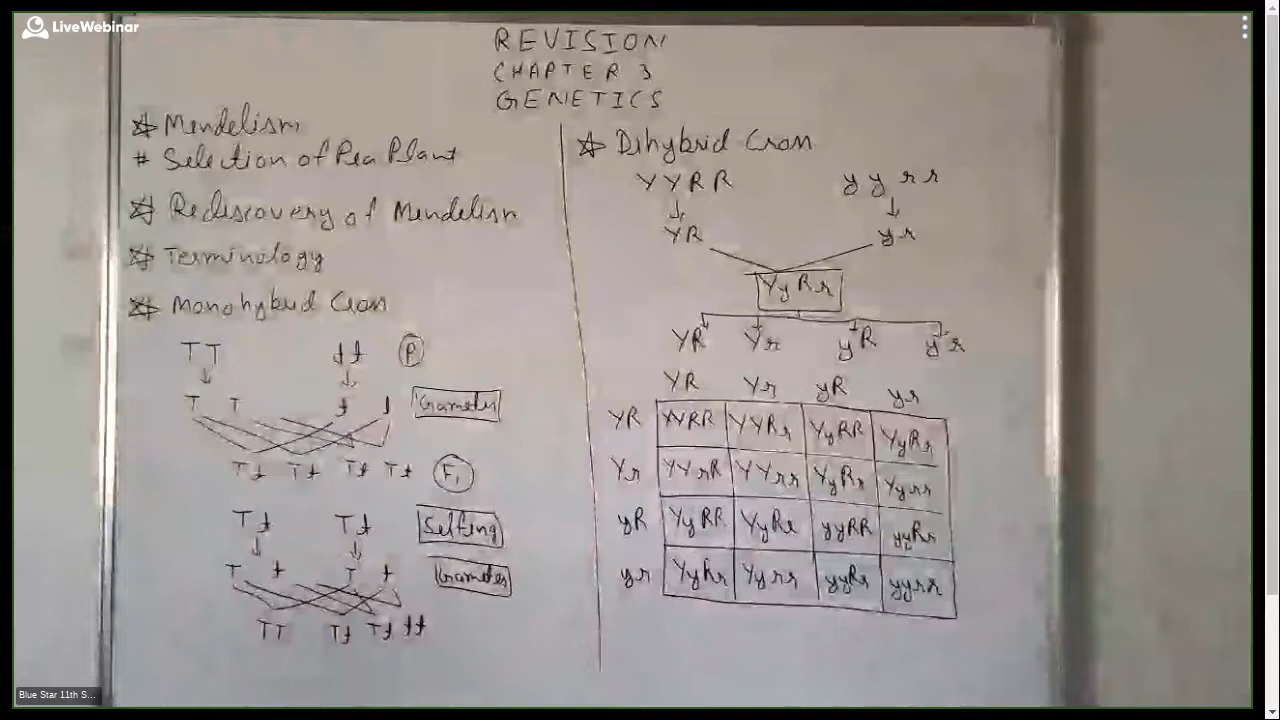 LiveWebinar
REVISION
CHAPTER 3
GENETICS
Mendelism
# Selection of Pea Plant
Rediscovery of Mendelism
Terminology
Monohybrid Cross
TT tt P
T T t t Gametes
Tt Tt Tt Tt F1
Tt Tt Selfing
T t T t Gametes
TT Tt Tt tt
Dihybrid Cross
YYRR yyrr
YR yr
YyRr
YR Yr yR yr
YR Yr yR yr
YR YYRR YYRr YyRR YyRr
Yr YYrR YYrr YyRr Yyrr
yR YyRR YyRr yyRR yyRr
yr YyRr Yyrr yyRr yyrr
Blue Star 11th S...